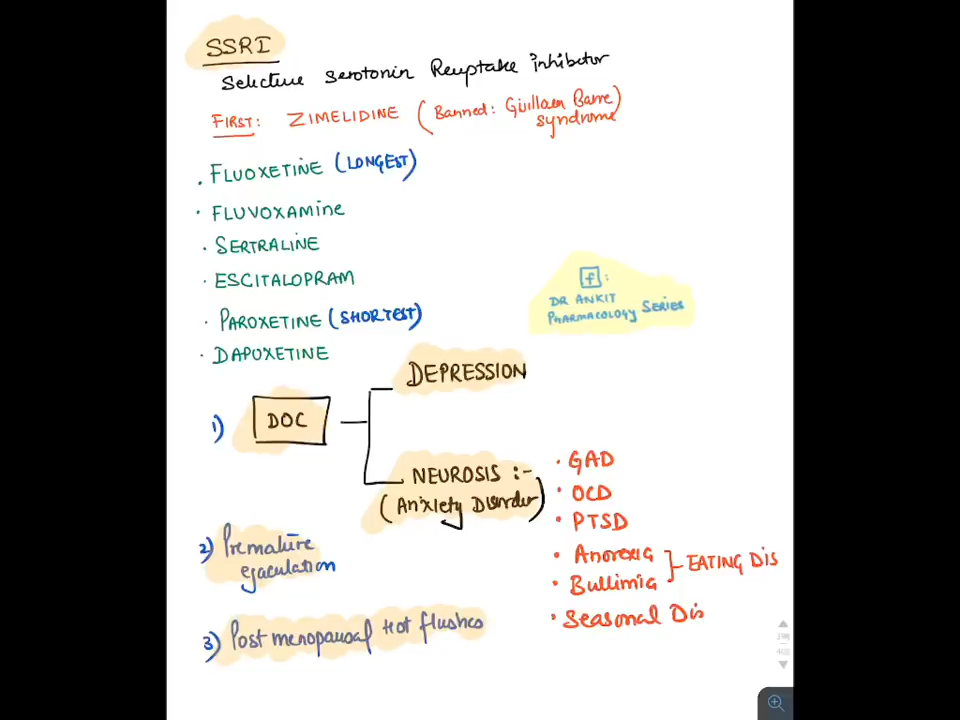 SSRI
Selective Serotonin Reuptake inhibitor
FIRST: ZIMELIDINE (Banned: Guillaen Barre syndrome)
• FLUOXETINE (LONGEST)
• FLUVOXAMINE
• SERTRALINE
• ESCITALOPRAM
• PAROXETINE (SHORTEST)
• DAPOXETINE
f :
DR ANKIT
PHARMACOLOGY SERIES
1) DOC
DEPRESSION
NEUROSIS :-
(Anxiety Disorder)
• GAD
• OCD
• PTSD
• Anorexia
• Bullimia
EATING DIS
• Seasonal Dis
2) Premature
ejaculation
3) Post menopausal Hot flushes